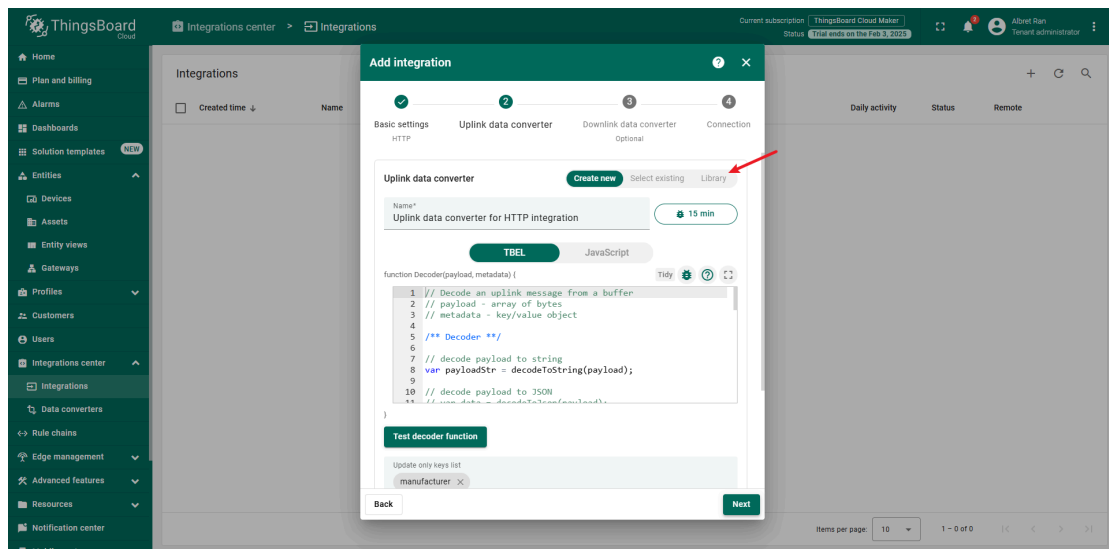 ThingsBoard
Cloud
Integrations center > Integrations
Current subscription ThingsBoard Cloud Maker
Status Trial ends on the Feb 3, 2025
Albret Ran
Tenant administrator
Home
Plan and billing
Alarms
Dashboards
Solution templates NEW
Entities
Devices
Assets
Entity views
Gateways
Profiles
Customers
Users
Integrations center
Integrations
Data converters
Rule chains
Edge management
Advanced features
Resources
Notification center
Integrations
Created time Name Daily activity Status Remote
Add integration
2 3 4
Basic settings Uplink data converter Downlink data converter Connection
HTTP Optional
Uplink data converter Create new Select existing Library
Name*
Uplink data converter for HTTP integration 15 min
TBEL JavaScript
function Decoder(payload, metadata) { Tidy
1 // Decode an uplink message from a buffer
2 // payload - array of bytes
3 // metadata - key/value object
4
5 /** Decoder **/
6
7 // decode payload to string
8 var payloadStr = decodeToString(payload);
9
10 // decode payload to JSON
11 // var data = decodeToJson(payload);
}
Test decoder function
Update only keys list
manufacturer
Back Next
Items per page: 10 1 – 0 of 0